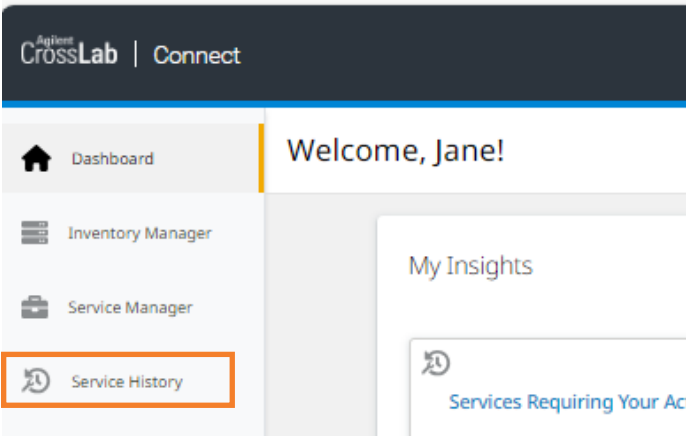 Agilent
CrossLab | Connect
Dashboard
Welcome, Jane!
Inventory Manager
My Insights
Service Manager
Service History
Services Requiring Your Ac